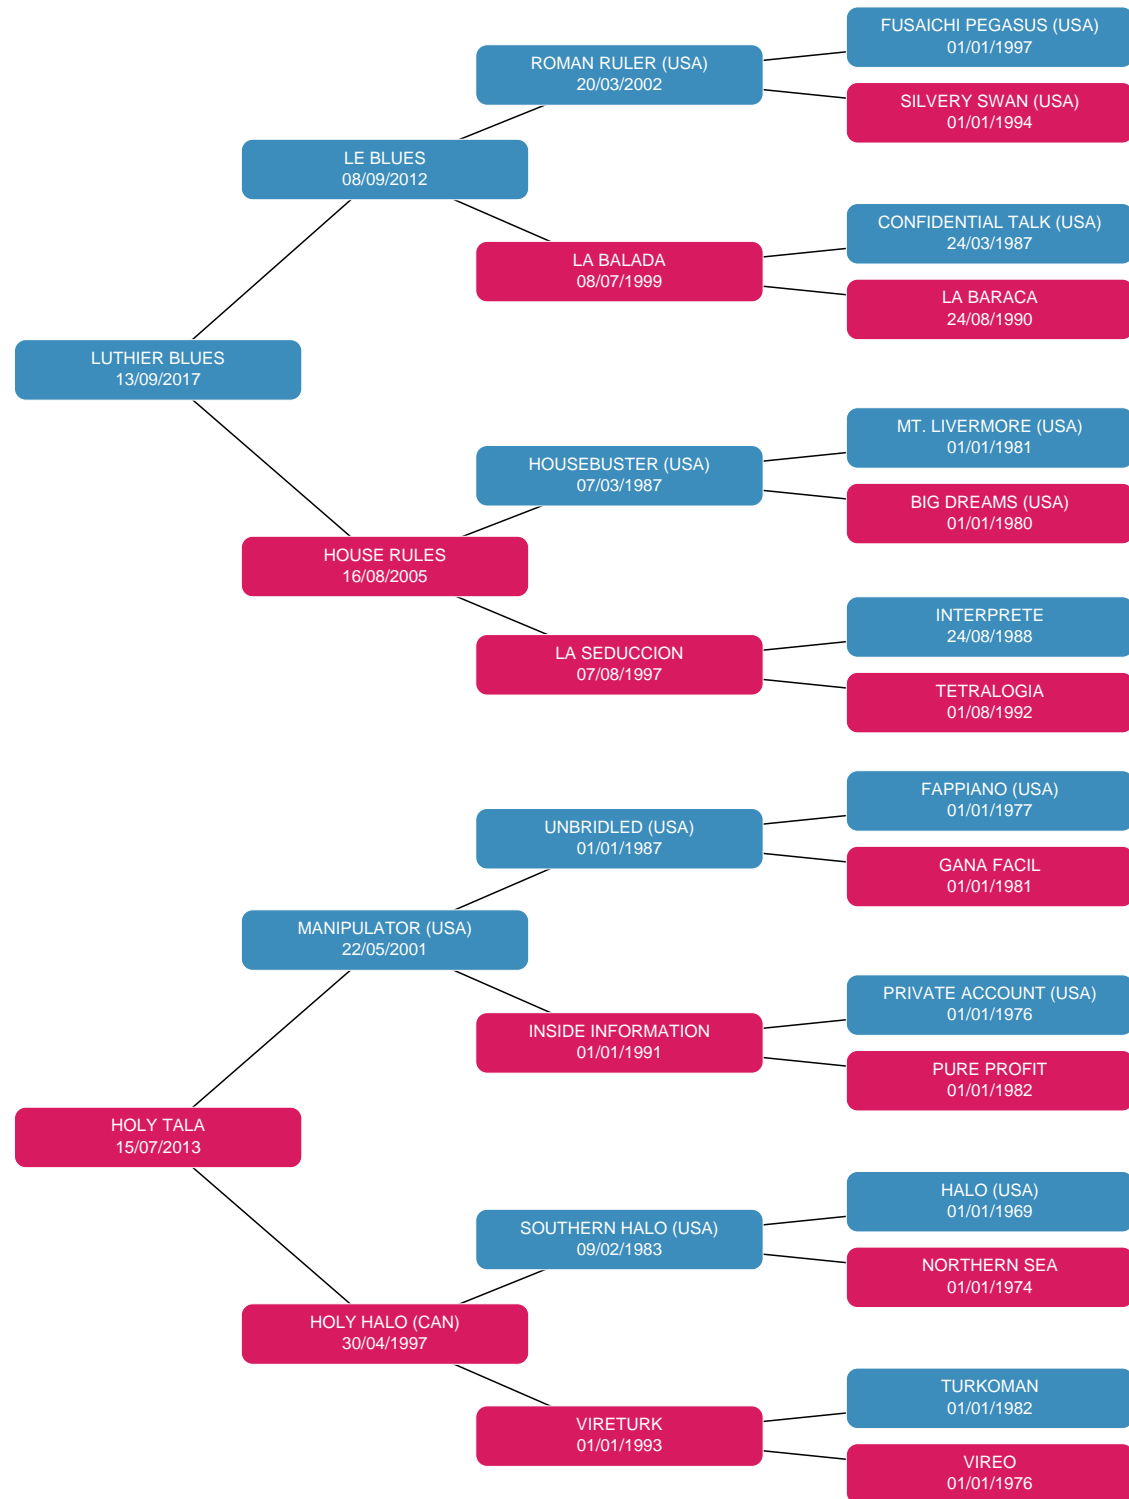 FUSAICHI PEGASUS (USA)
01/01/1997
ROMAN RULER (USA)
20/03/2002
SILVERY SWAN (USA)
01/01/1994
LE BLUES
08/09/2012
CONFIDENTIAL TALK (USA)
24/03/1987
LA BALADA
08/07/1999
LA BARACA
24/08/1990
LUTHIER BLUES
13/09/2017
MT. LIVERMORE (USA)
01/01/1981
HOUSEBUSTER (USA)
07/03/1987
BIG DREAMS (USA)
01/01/1980
HOUSE RULES
16/08/2005
INTERPRETE
24/08/1988
LA SEDUCCION
07/08/1997
TETRALOGIA
01/08/1992
FAPPIANO (USA)
01/01/1977
UNBRIDLED (USA)
01/01/1987
GANA FACIL
01/01/1981
MANIPULATOR (USA)
22/05/2001
PRIVATE ACCOUNT (USA)
01/01/1976
INSIDE INFORMATION
01/01/1991
PURE PROFIT
01/01/1982
HOLY TALA
15/07/2013
HALO (USA)
01/01/1969
SOUTHERN HALO (USA)
09/02/1983
NORTHERN SEA
01/01/1974
HOLY HALO (CAN)
30/04/1997
TURKOMAN
01/01/1982
VIRETURK
01/01/1993
VIREO
01/01/1976